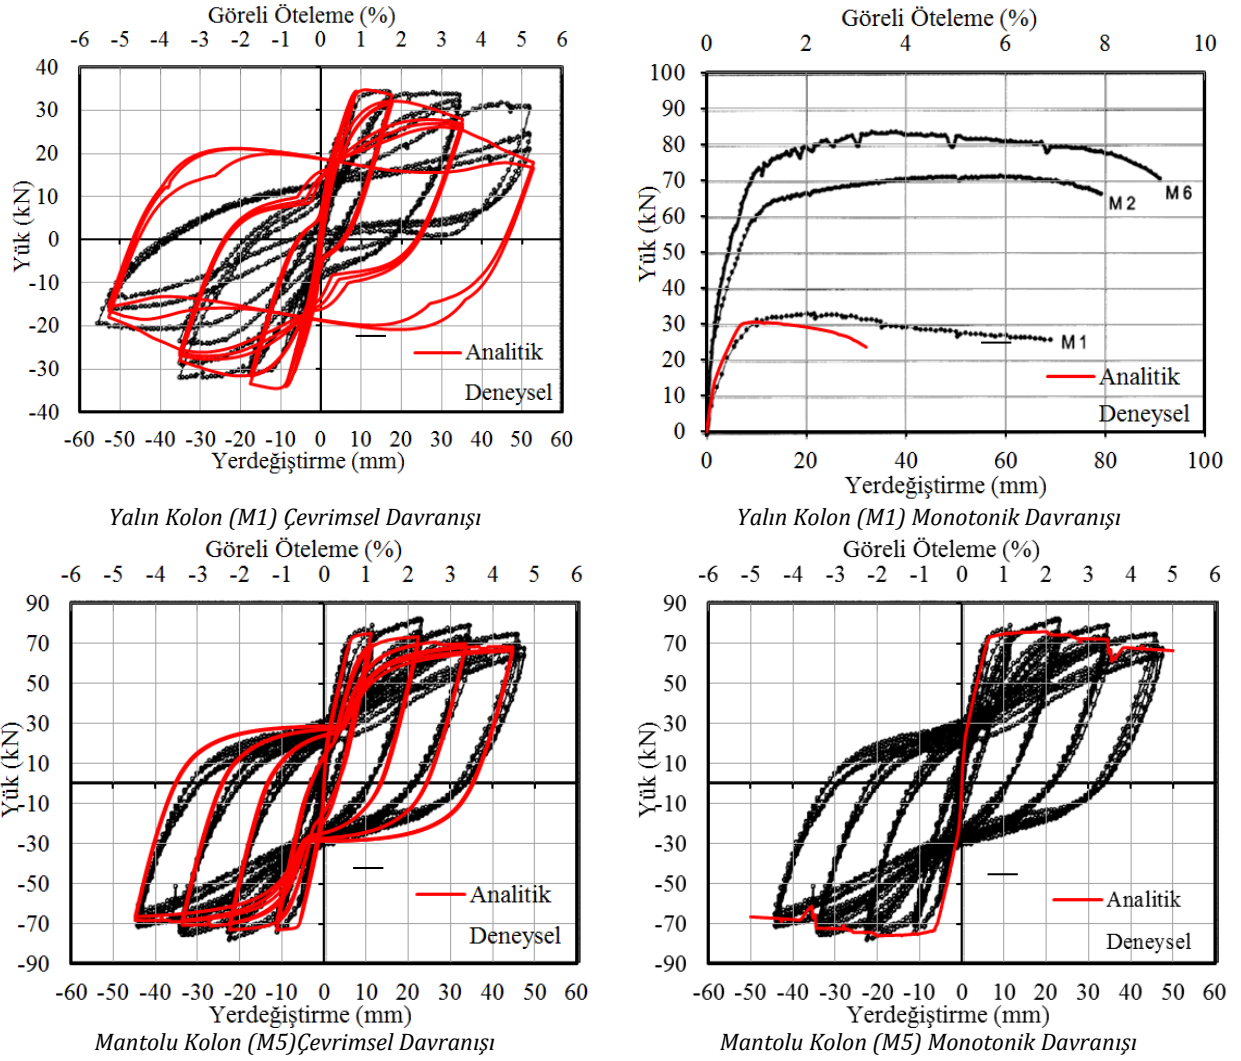 Göreli Öteleme (%)
-6 -5 -4 -3 -2 -1 0 1 2 3 4 5 6
40
30
20
10
0
-10
-20
-30
-40
Yük (kN)
Analitik
Deneysel
-60 -50 -40 -30 -20 -10 0 10 20 30 40 50 60
Yerdeğiştirme (mm)
Yalın Kolon (M1) Çevrimsel Davranışı
Göreli Öteleme (%)
0 2 4 6 8 10
100
90
80
70
60
50
40
30
20
10
0
Yük (kN)
M6
M2
M1
Analitik
Deneysel
0 20 40 60 80 100
Yerdeğiştirme (mm)
Yalın Kolon (M1) Monotonik Davranışı
Göreli Öteleme (%)
-6 -5 -4 -3 -2 -1 0 1 2 3 4 5 6
90
70
50
30
10
-10
-30
-50
-70
-90
Yük (kN)
Analitik
Deneysel
-60 -50 -40 -30 -20 -10 0 10 20 30 40 50 60
Yerdeğiştirme (mm)
Mantolu Kolon (M5)Çevrimsel Davranışı
Göreli Öteleme (%)
-6 -5 -4 -3 -2 -1 0 1 2 3 4 5 6
90
70
50
30
10
-10
-30
-50
-70
-90
Yük (kN)
Analitik
Deneysel
-60 -50 -40 -30 -20 -10 0 10 20 30 40 50 60
Yerdeğiştirme (mm)
Mantolu Kolon (M5) Monotonik Davranışı